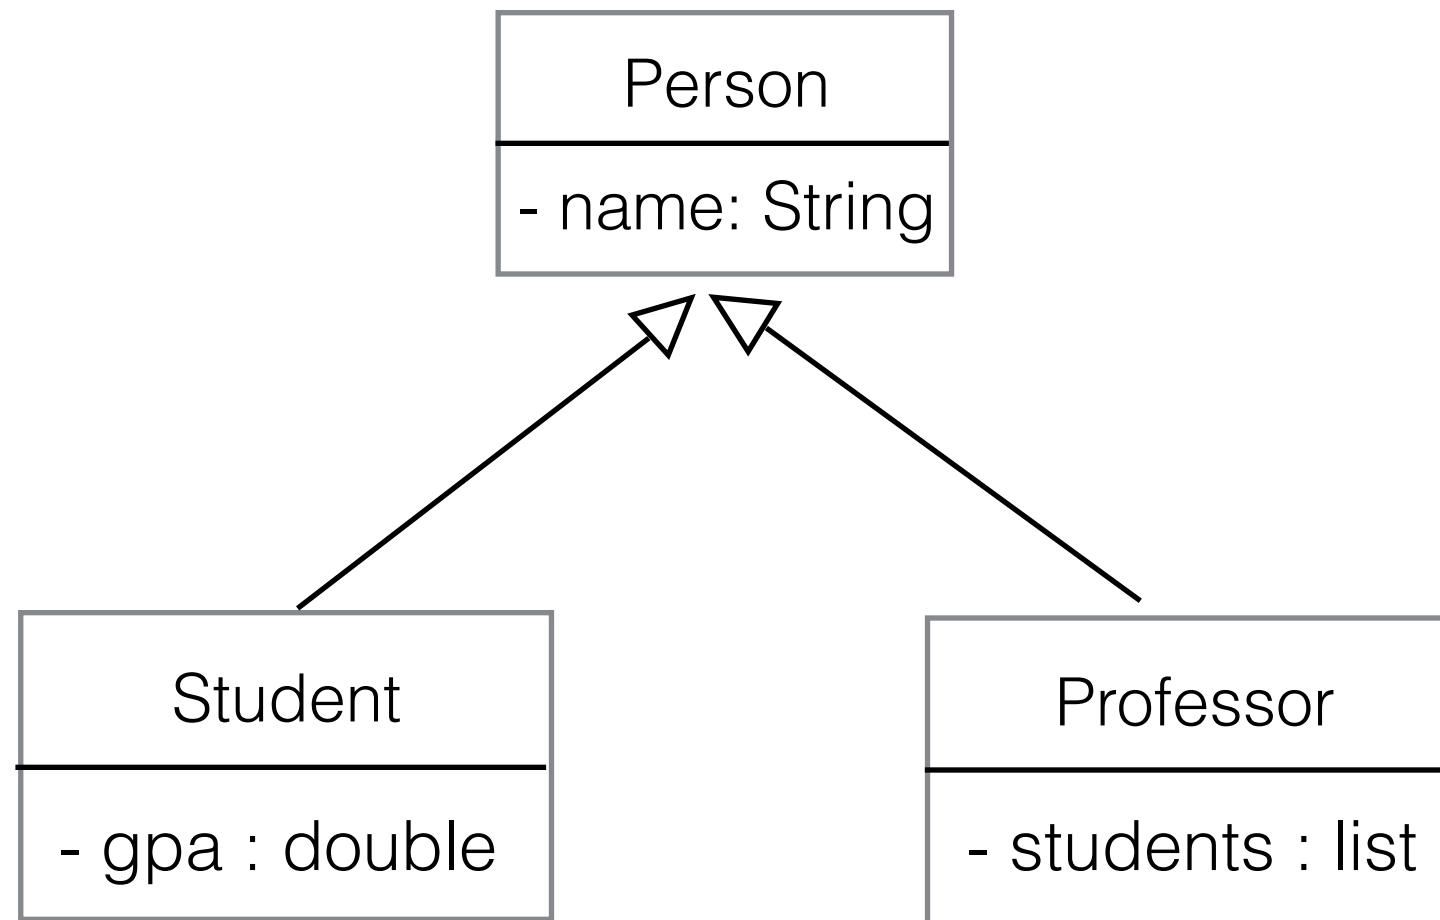 Person
- name: String
Student
- gpa : double
Professor
- students : list